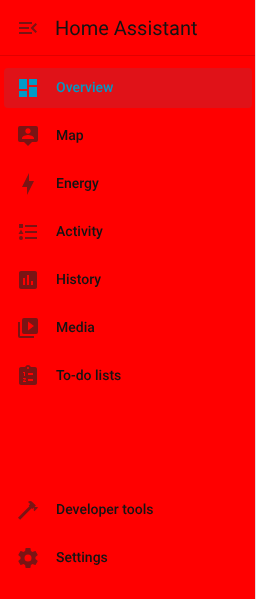 Home Assistant
Overview
Map
Energy
Activity
History
Media
To-do lists
Developer tools
Settings